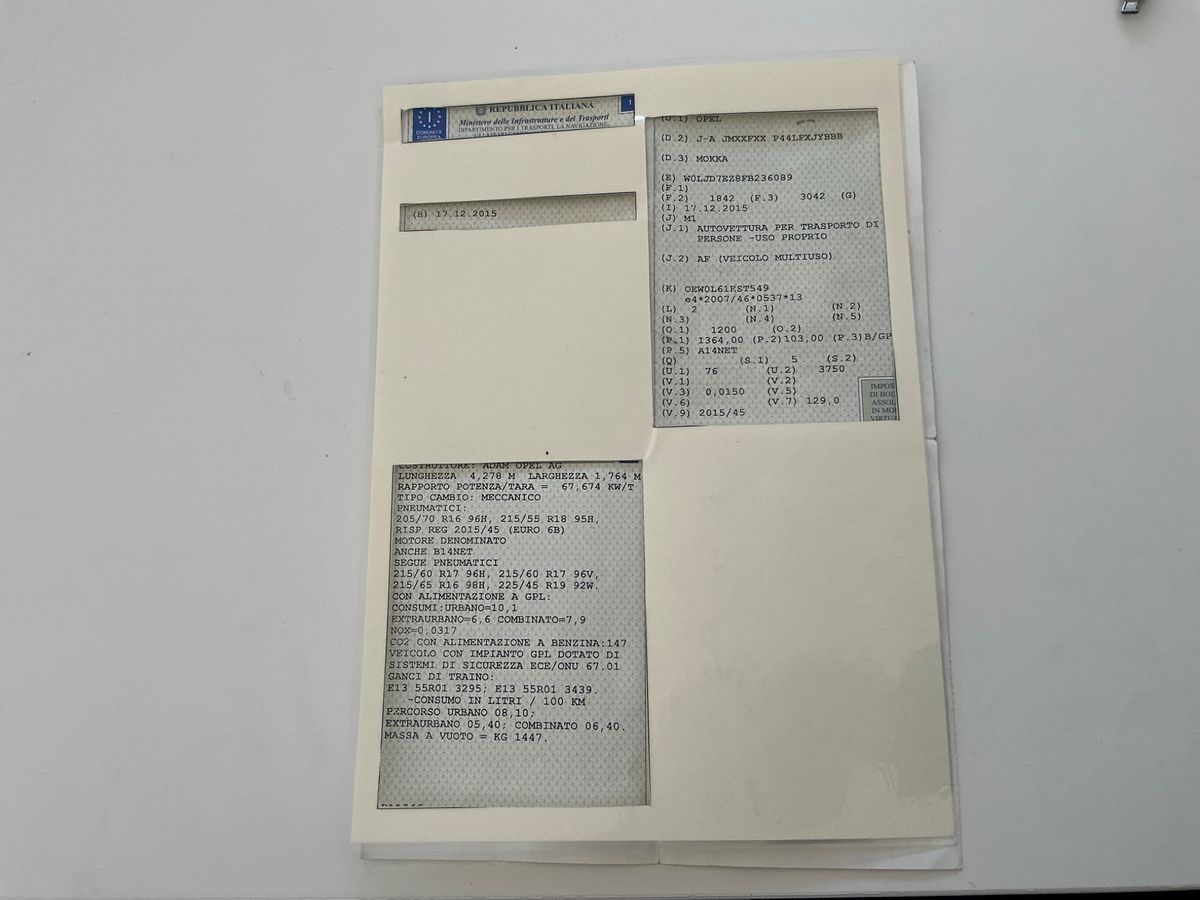 COMUNITÀ
EUROPEA
I
REPUBBLICA ITALIANA
1
Ministero delle Infrastrutture e dei Trasporti
DIPARTIMENTO PER I TRASPORTI, LA NAVIGAZIONE,
(B) 17.12.2015
(D.1) OPEL
(D.2) J-A JMXXFXX P44LFXJYBBB
(D.3) MOKKA
(E) W0LJD7EZ8FB236089
(F.1)
(F.2) 1842 (F.3) 3042 (G)
(I) 17.12.2015
(J) M1
(J.1) AUTOVETTURA PER TRASPORTO DI
PERSONE -USO PROPRIO
(J.2) AF (VEICOLO MULTIUSO)
(K) OEW0L61EST549
e4*2007/46*0537*13
(L) 2 (N.1) (N.2)
(N.3) (N.4) (N.5)
(O.1) 1200 (O.2)
(P.1) 1364,00 (P.2)103,00 (P.3)B/GP
(P.5) A14NET
(Q) (S.1) 5 (S.2)
(U.1) 76 (U.2) 3750
(V.1) (V.2)
(V.3) 0,0150 (V.5)
(V.6) (V.7) 129,0
(V.9) 2015/45
IMPOS
DI BOL
ASSOL
IN MO
VIRTUA
COSTRUTTORE: ADAM OPEL AG
LUNGHEZZA 4,278 M LARGHEZZA 1,764 M
RAPPORTO POTENZA/TARA = 67,674 KW/T
TIPO CAMBIO: MECCANICO
PNEUMATICI:
205/70 R16 96H, 215/55 R18 95H,
RISP REG 2015/45 (EURO 6B)
MOTORE DENOMINATO
ANCHE B14NET
SEGUE PNEUMATICI
215/60 R17 96H, 215/60 R17 96V,
215/65 R16 98H, 225/45 R19 92W.
CON ALIMENTAZIONE A GPL:
CONSUMI:URBANO=10,1
EXTRAURBANO=6,6 COMBINATO=7,9
NOX=0,0317
CO2 CON ALIMENTAZIONE A BENZINA:147
VEICOLO CON IMPIANTO GPL DOTATO DI
SISTEMI DI SICUREZZA ECE/ONU 67.01
GANCI DI TRAINO:
E13 55R01 3295; E13 55R01 3439.
-CONSUMO IN LITRI / 100 KM
PERCORSO URBANO 08,10;
EXTRAURBANO 05,40; COMBINATO 06,40.
MASSA A VUOTO = KG 1447.